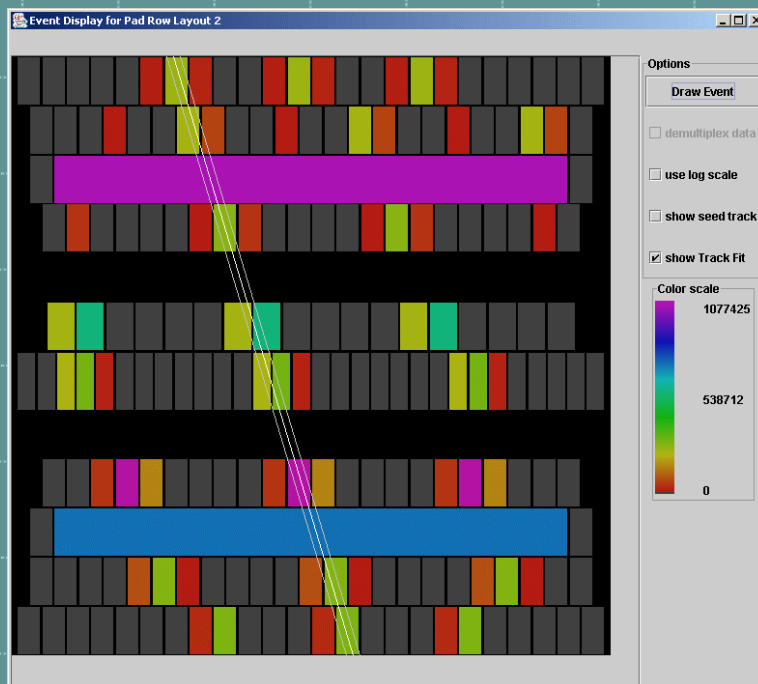 Event Display for Pad Row Layout 2
Options
Draw Event
demultiplex data
use log scale
show seed track
show Track Fit
Color scale
1077425
538712
0